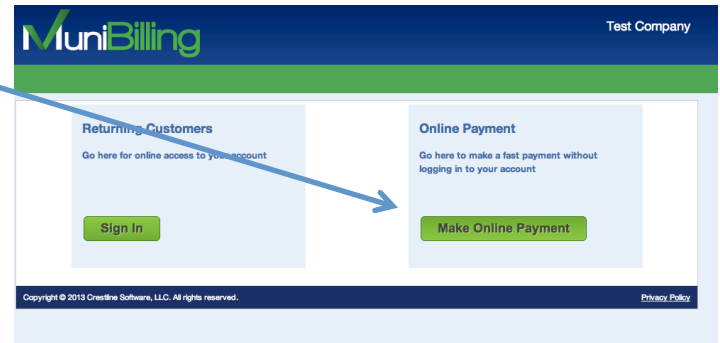 MuniBilling
Test Company
Returning Customers
Go here for online access to your account
Sign In
Online Payment
Go here to make a fast payment without
logging in to your account
Make Online Payment
Copyright © 2013 Crestline Software, LLC. All rights reserved.
Privacy Policy